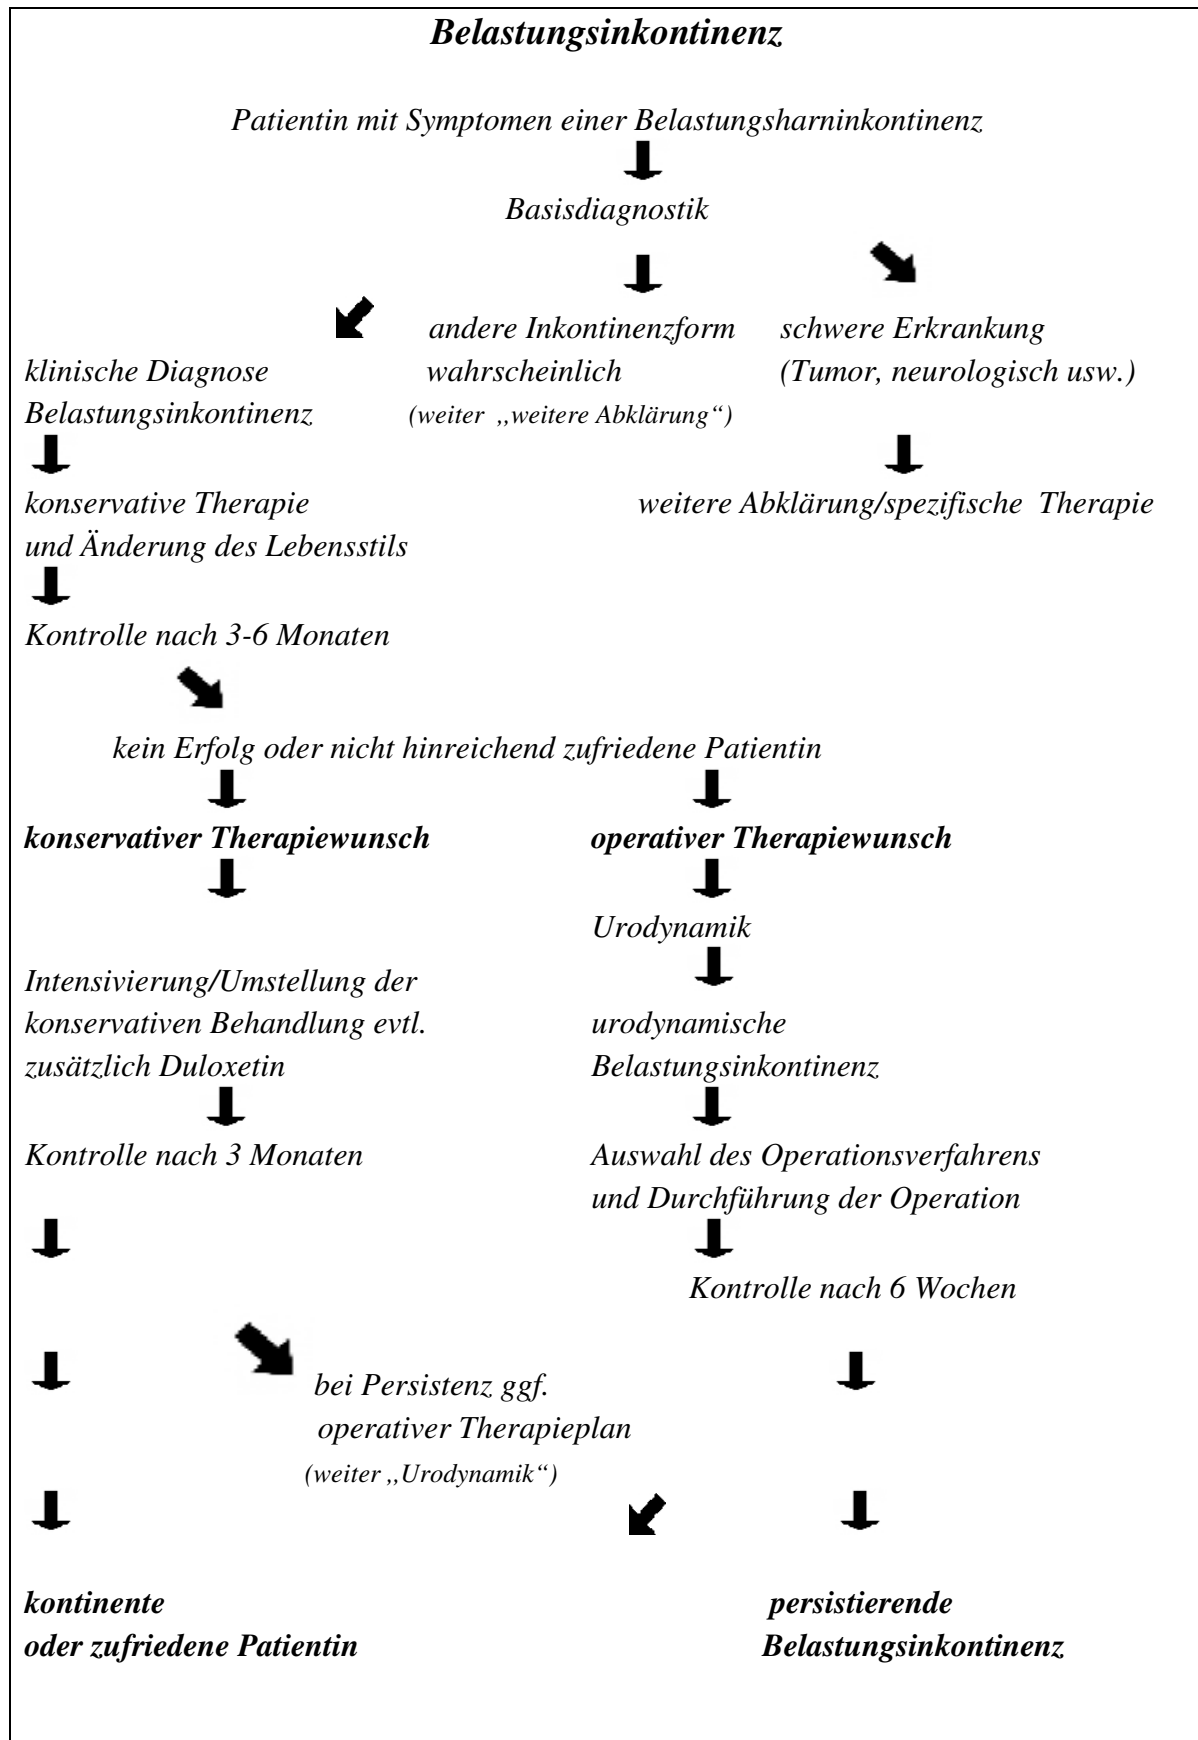 Belastungsinkontinenz
Patientin mit Symptomen einer Belastungsharninkontinenz
Basisdiagnostik
andere Inkontinenzform
wahrscheinlich
(weiter ,,weitere Abklärung“)
schwere Erkrankung
(Tumor, neurologisch usw.)
klinische Diagnose
Belastungsinkontinenz
konservative Therapie
und Änderung des Lebensstils
weitere Abklärung/spezifische Therapie
Kontrolle nach 3-6 Monaten
kein Erfolg oder nicht hinreichend zufriedene Patientin
konservativer Therapiewunsch
operativer Therapiewunsch
Urodynamik
Intensivierung/Umstellung der
konservativen Behandlung evtl.
zusätzlich Duloxetin
urodynamische
Belastungsinkontinenz
Kontrolle nach 3 Monaten
Auswahl des Operationsverfahrens
und Durchführung der Operation
Kontrolle nach 6 Wochen
bei Persistenz ggf.
operativer Therapieplan
(weiter ,,Urodynamik“)
kontinente
oder zufriedene Patientin
persistierende
Belastungsinkontinenz